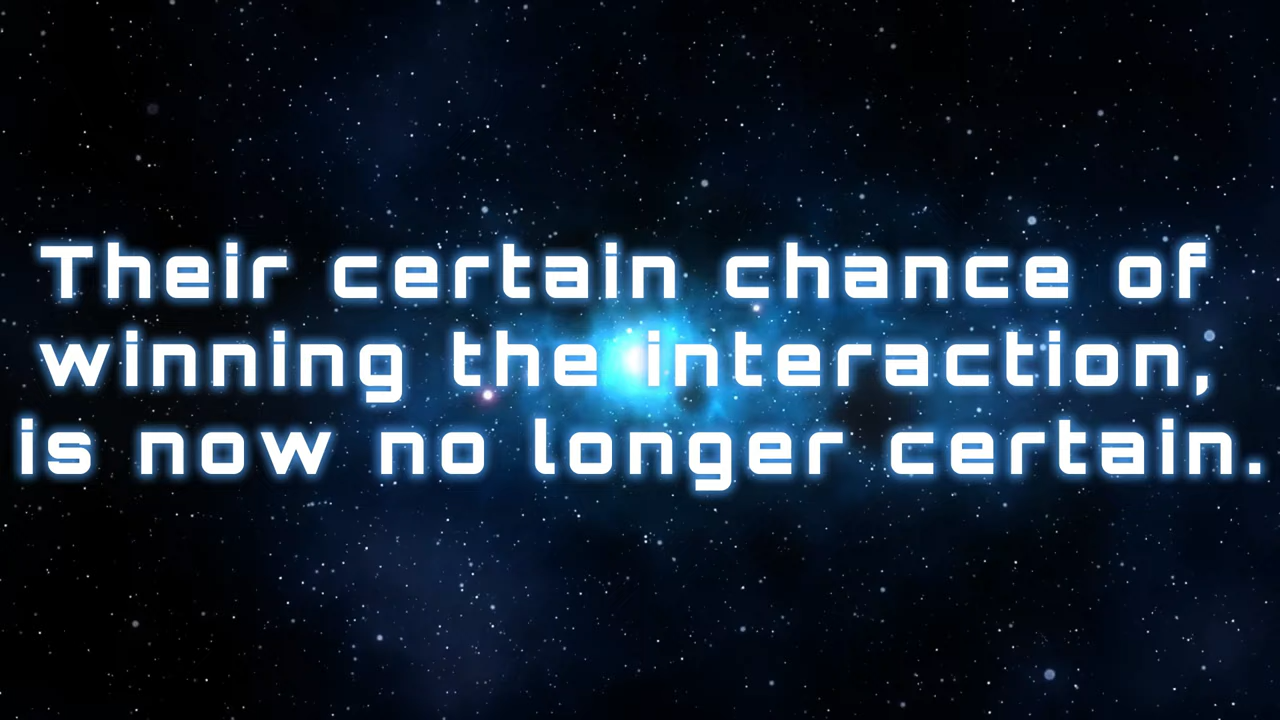 Their certain chance of
winning the interaction,
is now no longer certain.